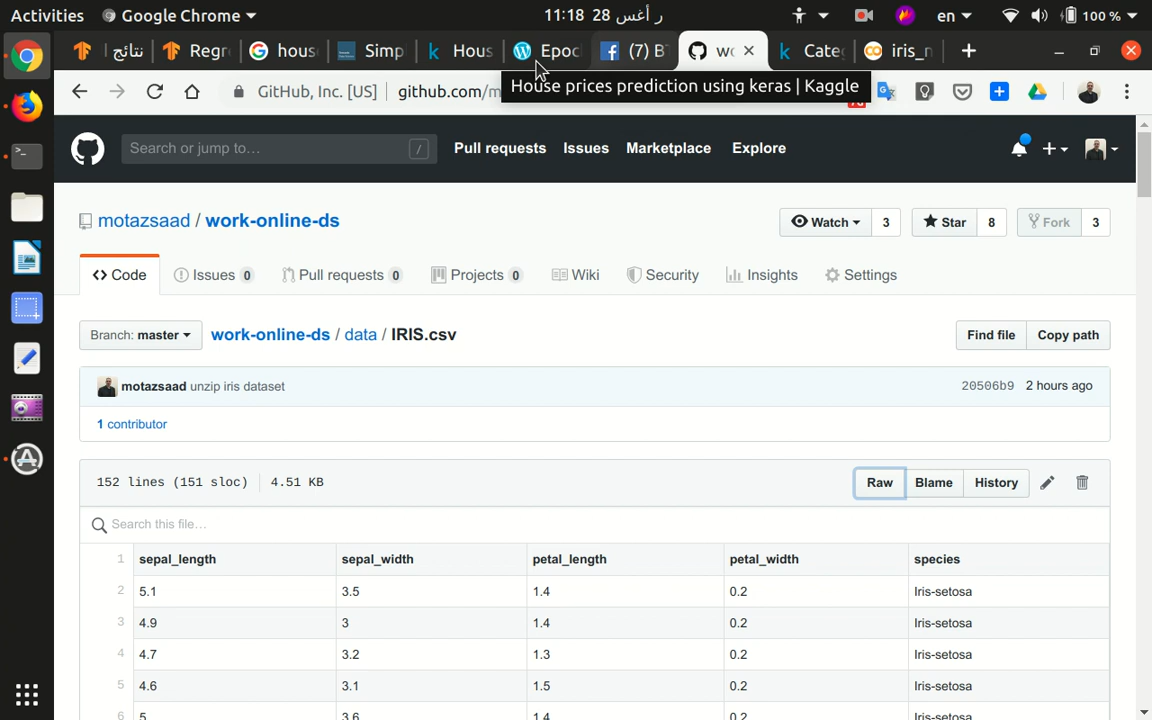 Activities Google Chrome 11:18 28 ر أغس en 100 %
نتائج Regr hous Simp Hous Epoc (7) B wo Cate iris_n
GitHub, Inc. [US] github.com/m
House prices prediction using keras | Kaggle
Search or jump to… / Pull requests Issues Marketplace Explore
motazsaad / work-online-ds Watch 3 Star 8 Fork 3
Code Issues 0 Pull requests 0 Projects 0 Wiki Security Insights Settings
Branch: master work-online-ds / data / IRIS.csv Find file Copy path
motazsaad unzip iris dataset 20506b9 2 hours ago
1 contributor
152 lines (151 sloc) 4.51 KB Raw Blame History
Search this file…
1 sepal_length sepal_width petal_length petal_width species
2 5.1 3.5 1.4 0.2 Iris-setosa
3 4.9 3 1.4 0.2 Iris-setosa
4 4.7 3.2 1.3 0.2 Iris-setosa
5 4.6 3.1 1.5 0.2 Iris-setosa
6 5 3.6 1.4 0.2 Iris-setosa